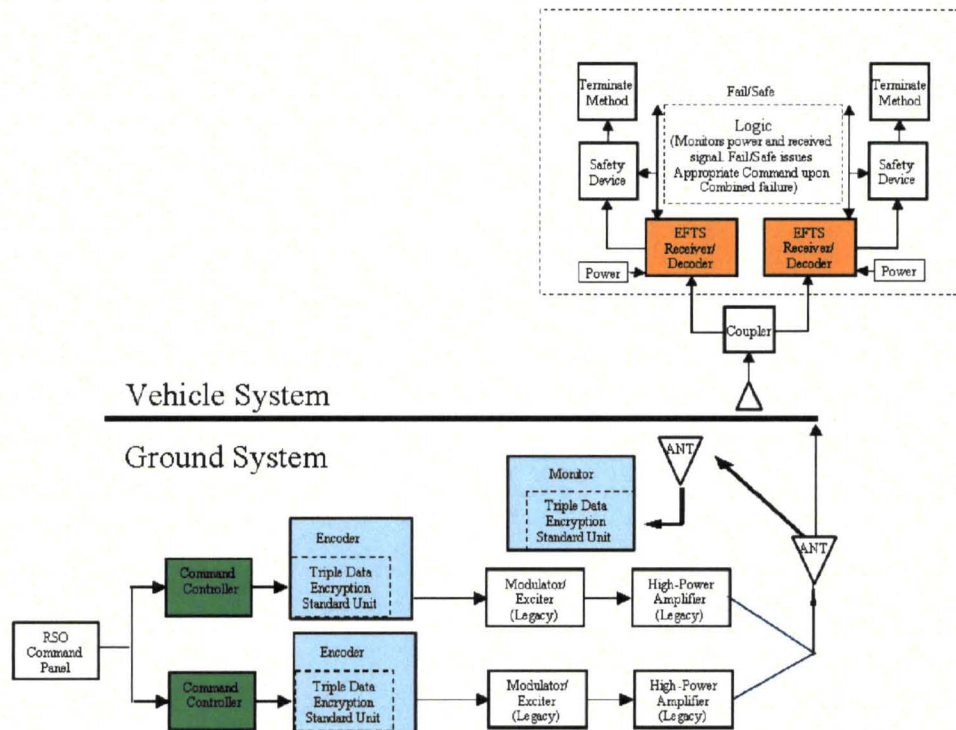 Terminate
Method
Fail/Safe
Terminate
Method
Logic
(Monitors power and received
signal. Fail/Safe issues
Appropriate Command upon
Combined failure)
Safety
Device
Safety
Device
EFTS
Receiver/
Decoder
EFTS
Receiver/
Decoder
Power
Power
Coupler
Vehicle System
Ground System
ANT
Monitor
Triple Data
Encryption
Standard Unit
ANT
Encoder
Triple Data
Encryption
Standard Unit
Command
Controller
Modulator/
Exciter
(Legacy)
High-Power
Amplifier
(Legacy)
RSO
Command
Panel
Encoder
Triple Data
Encryption
Standard Unit
Command
Controller
Modulator/
Exciter
(Legacy)
High-Power
Amplifier
(Legacy)